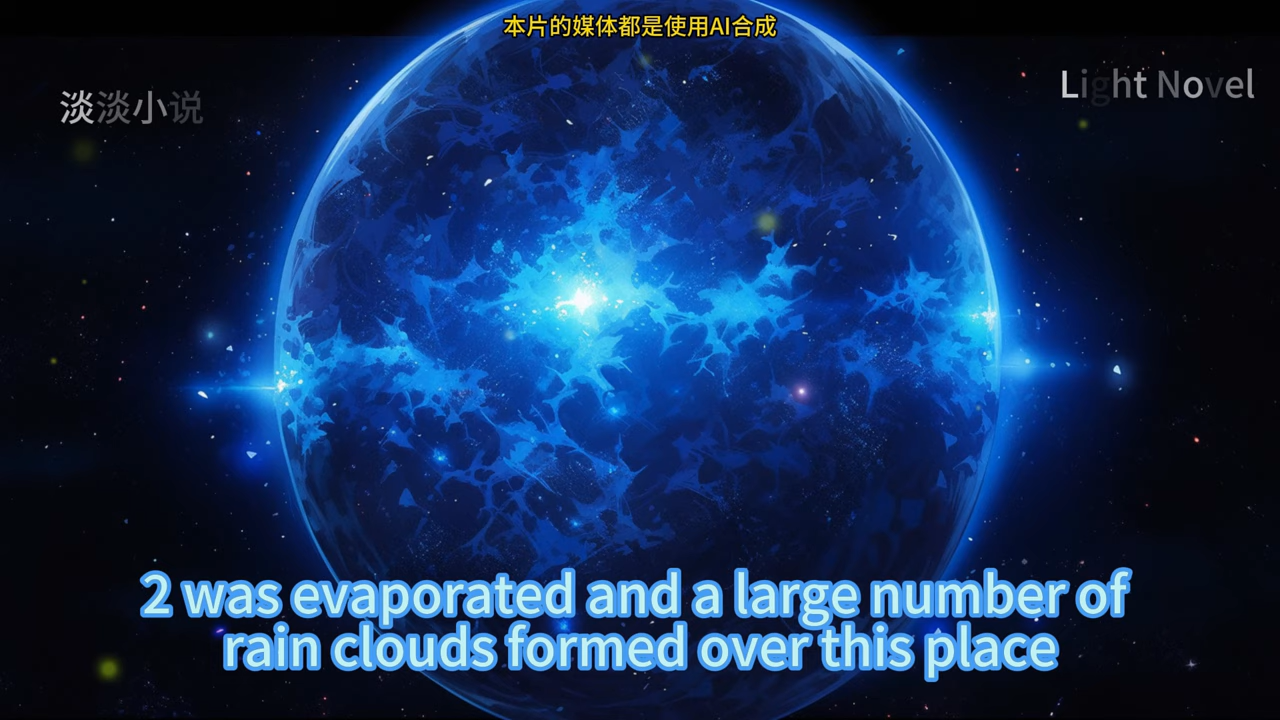 本片的媒体都是使用AI合成
淡淡小说
Light Novel
2 was evaporated and a large number of
rain clouds formed over this place